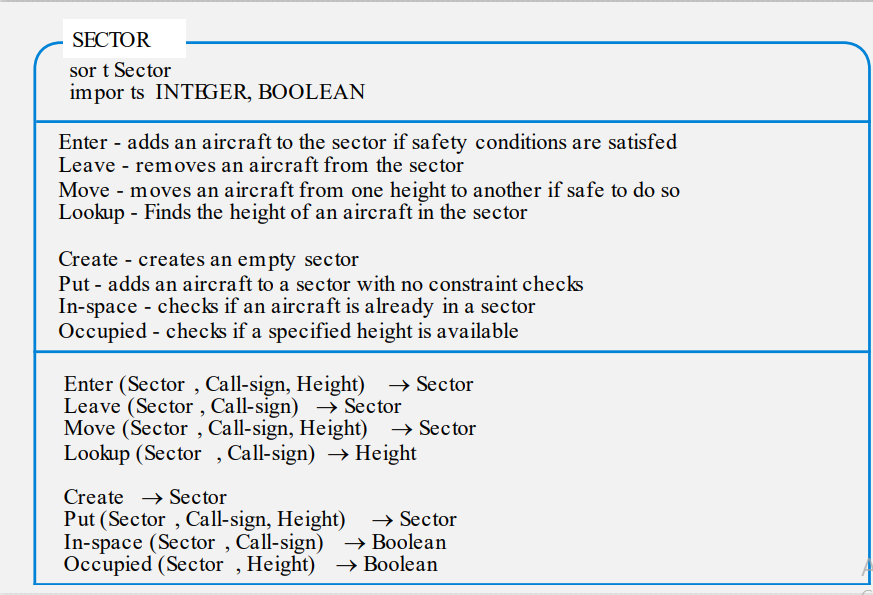 SECTOR
sor t Sector
impor ts INTEGER, BOOLEAN
Enter - adds an aircraft to the sector if safety conditions are satisfed
Leave - removes an aircraft from the sector
Move - moves an aircraft from one height to another if safe to do so
Lookup - Finds the height of an aircraft in the sector
Create - creates an empty sector
Put - adds an aircraft to a sector with no constraint checks
In-space - checks if an aircraft is already in a sector
Occupied - checks if a specified height is available
Enter (Sector , Call-sign, Height) → Sector
Leave (Sector , Call-sign) → Sector
Move (Sector , Call-sign, Height) → Sector
Lookup (Sector , Call-sign) → Height
Create → Sector
Put (Sector , Call-sign, Height) → Sector
In-space (Sector , Call-sign) → Boolean
Occupied (Sector , Height) → Boolean